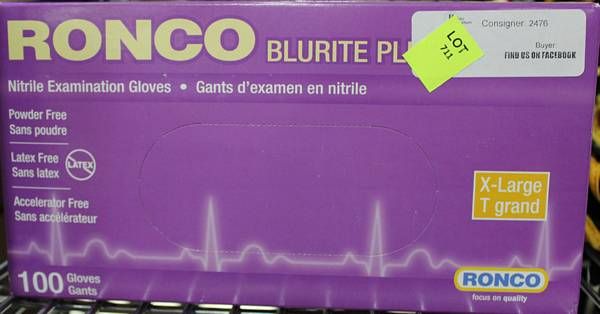 RONCO
BLURITE PL
Consigner: 2476
Buyer
FIND US ON FACEBOOK
LOT
711
Nitrile Examination Gloves • Gants d'examen en nitrile
Powder Free
Sans poudre
Latex Free
Sans latex
LATEX
Accelerator Free
Sans accélérateur
X-Large
T grand
100 Gloves
Gants
RONCO
focus on quality